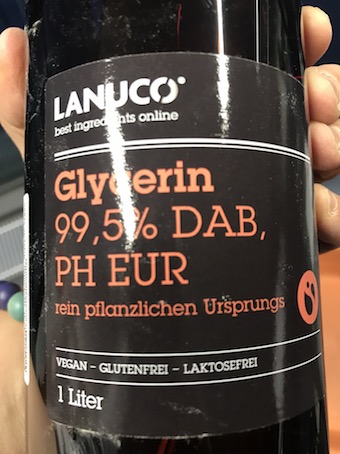 LANUCO
best ingredients online
Glycerin
99,5% DAB,
PH EUR
rein pflanzlichen Ursprungs
VEGAN – GLUTENFREI – LAKTOSEFREI
1 Liter